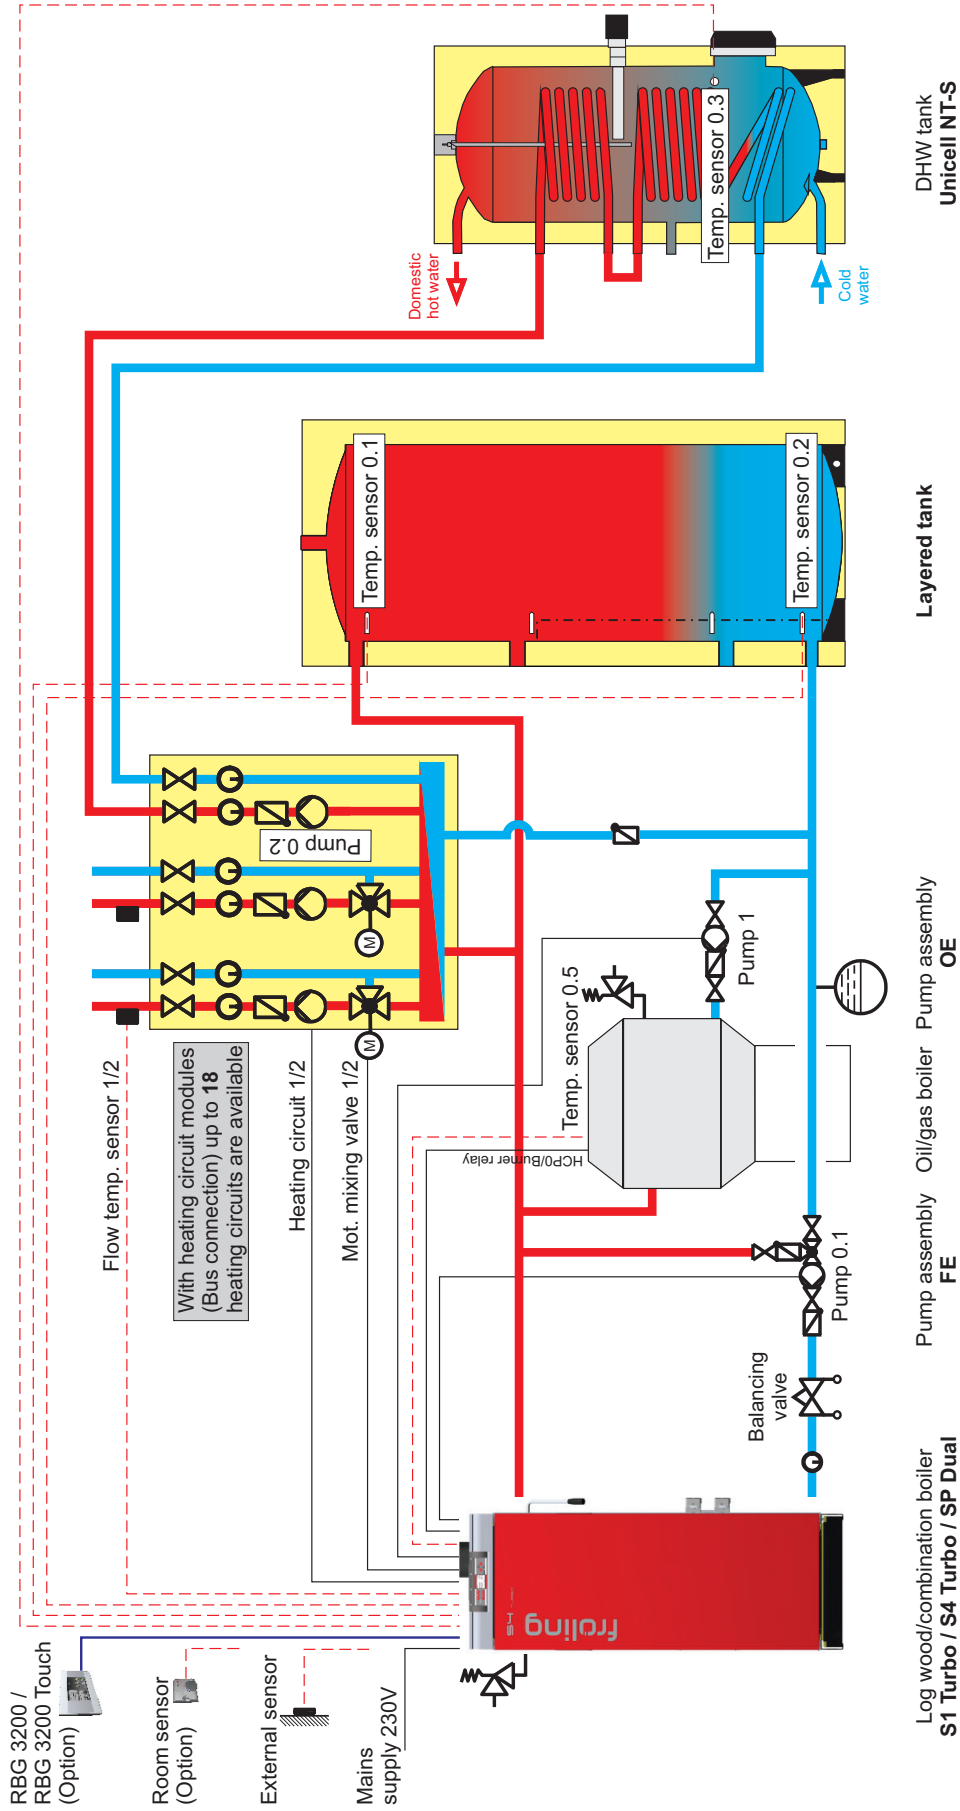 RBG 3200 /
RBG 3200 Touch
(Option)
Room sensor
(Option)
External sensor
Mains
supply 230V
Flow temp. sensor 1/2
With heating circuit modules
(Bus connection) up to 18
heating circuits are available
Heating circuit 1/2
Mot. mixing valve 1/2
M
M
Pump 0.2
Domestic
hot water
Cold
water
Temp. sensor 0.3
Temp. sensor 0.1
Temp. sensor 0.2
Temp. sensor 0.5
HCP0/Burner relay
Pump 1
Pump 0.1
Balancing
valve
froling
S4
Log wood/combination boiler
S1 Turbo / S4 Turbo / SP Dual
Pump assembly
FE
Oil/gas boiler
Pump assembly
OE
Layered tank
DHW tank
Unicell NT-S